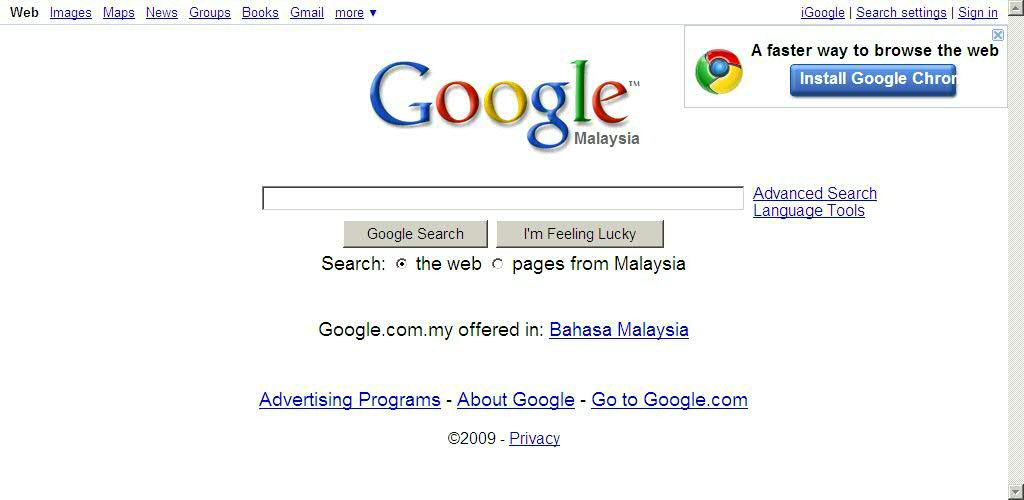 Web Images Maps News Groups Books Gmail more ▼ iGoogle | Search settings | Sign in
A faster way to browse the web
Install Google Chrom
Google™
Malaysia
Advanced Search
Language Tools
Google Search I'm Feeling Lucky
Search: the web pages from Malaysia
Google.com.my offered in: Bahasa Malaysia
Advertising Programs - About Google - Go to Google.com
©2009 - Privacy